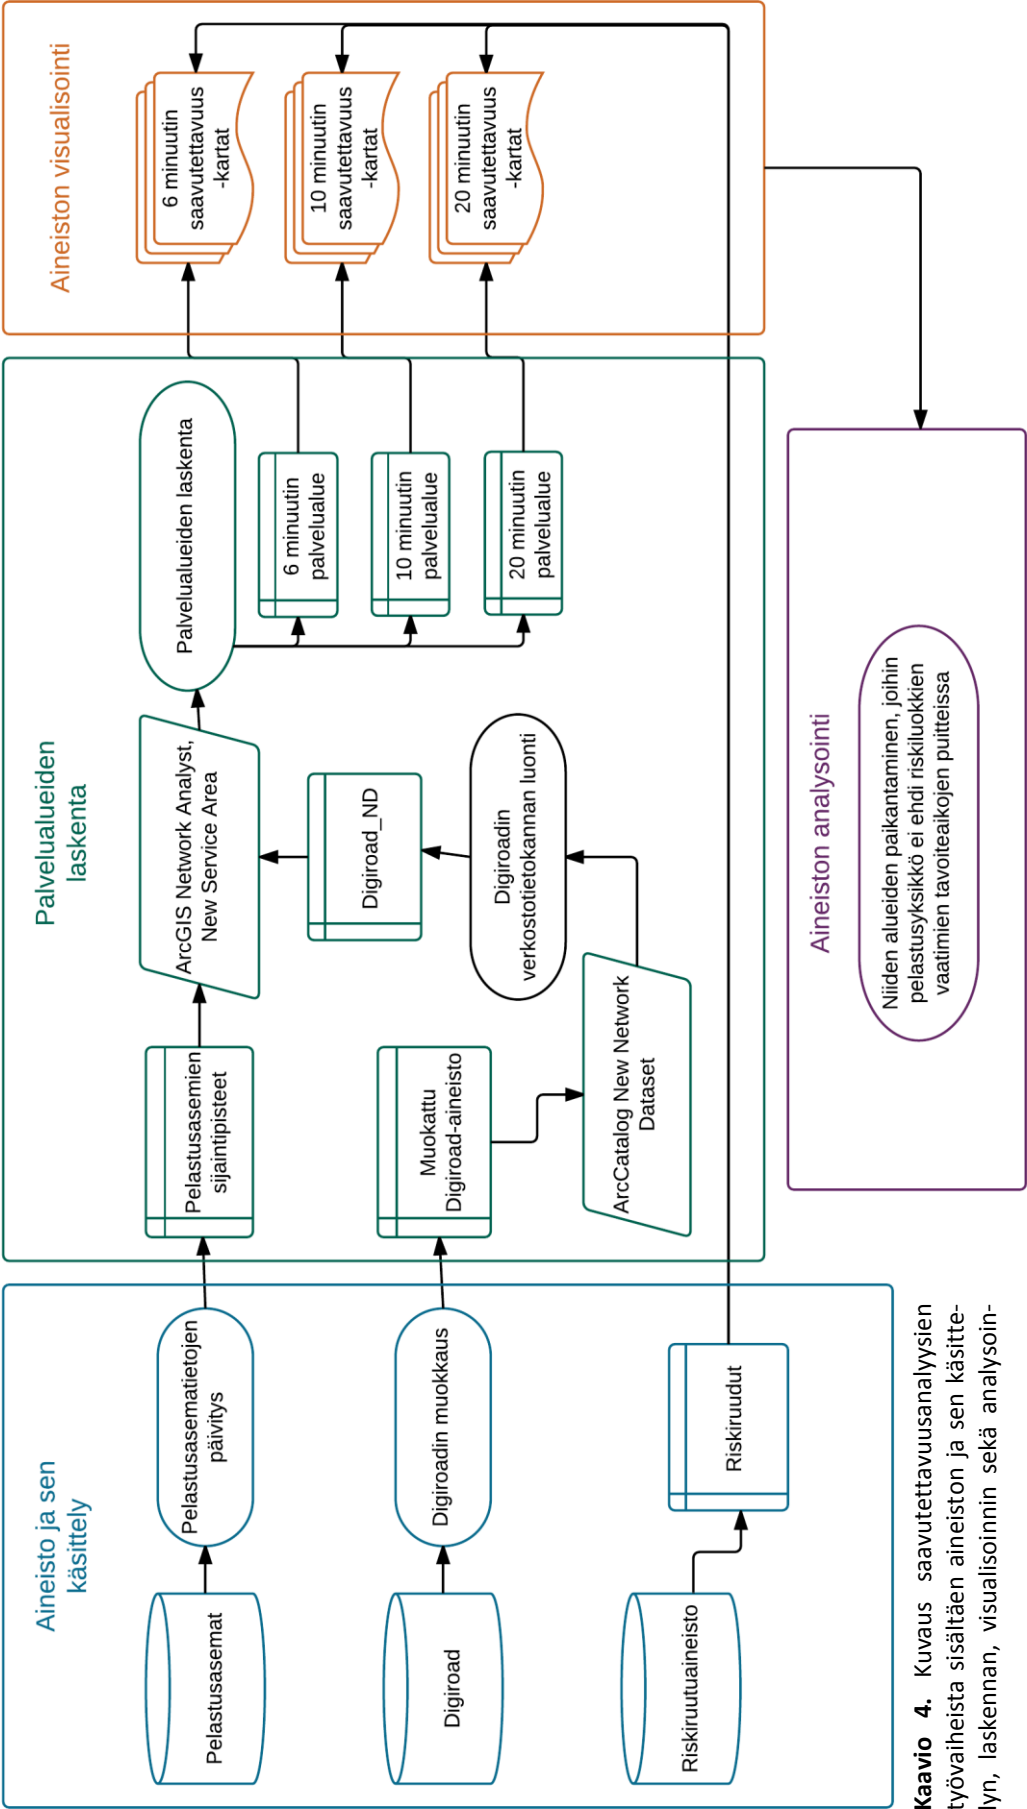 Aineisto ja sen
käsittely
Pelastusasemat
Pelastusasematietojen
päivitys
Digiroad
Digiroadin muokkaus
Riskiruutuaineisto
Riskiruudut
Palvelualueiden
laskenta
Pelastusasemien
sijaintipisteet
ArcGIS Network Analyst,
New Service Area
Palvelualueiden laskenta
Muokattu
Digiroad-aineisto
Digiroad_ND
Digiroadin
verkostotietokannan luonti
ArcCatalog New Network
Dataset
6 minuutin
palvelualue
10 minuutin
palvelualue
20 minuutin
palvelualue
Aineiston visualisointi
6 minuutin
saavutettavuus
-kartat
10 minuutin
saavutettavuus
-kartat
20 minuutin
saavutettavuus
-kartat
Aineiston analysointi
Niiden alueiden paikantaminen, joihin
pelastusyksikkö ei ehdi riskiluokkien
vaatimien tavoiteaikojen puitteissa
Kaavio 4. Kuvaus saavutettavuusanalyysien
työvaiheista sisältäen aineiston ja sen käsitte-
lyn, laskennan, visualisoinnin sekä analysoin-